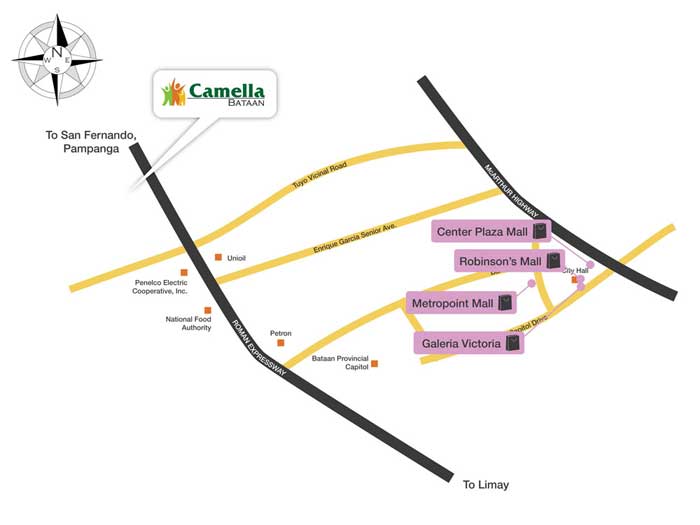 N
W
E
S
Camella
BATAAN
To San Fernando,
Pampanga
Tuyo Vicinal Road
McARTHUR HIGHWAY
Enrique Garcia Senior Ave.
Center Plaza Mall
Unioil
Robinson's Mall
City Hall
Penelco Electric
Cooperative, Inc.
Metropoint Mall
National Food
Authority
ROMAN EXPRESSWAY
Capitol Drive
Petron
Galeria Victoria
Bataan Provincial
Capitol
To Limay